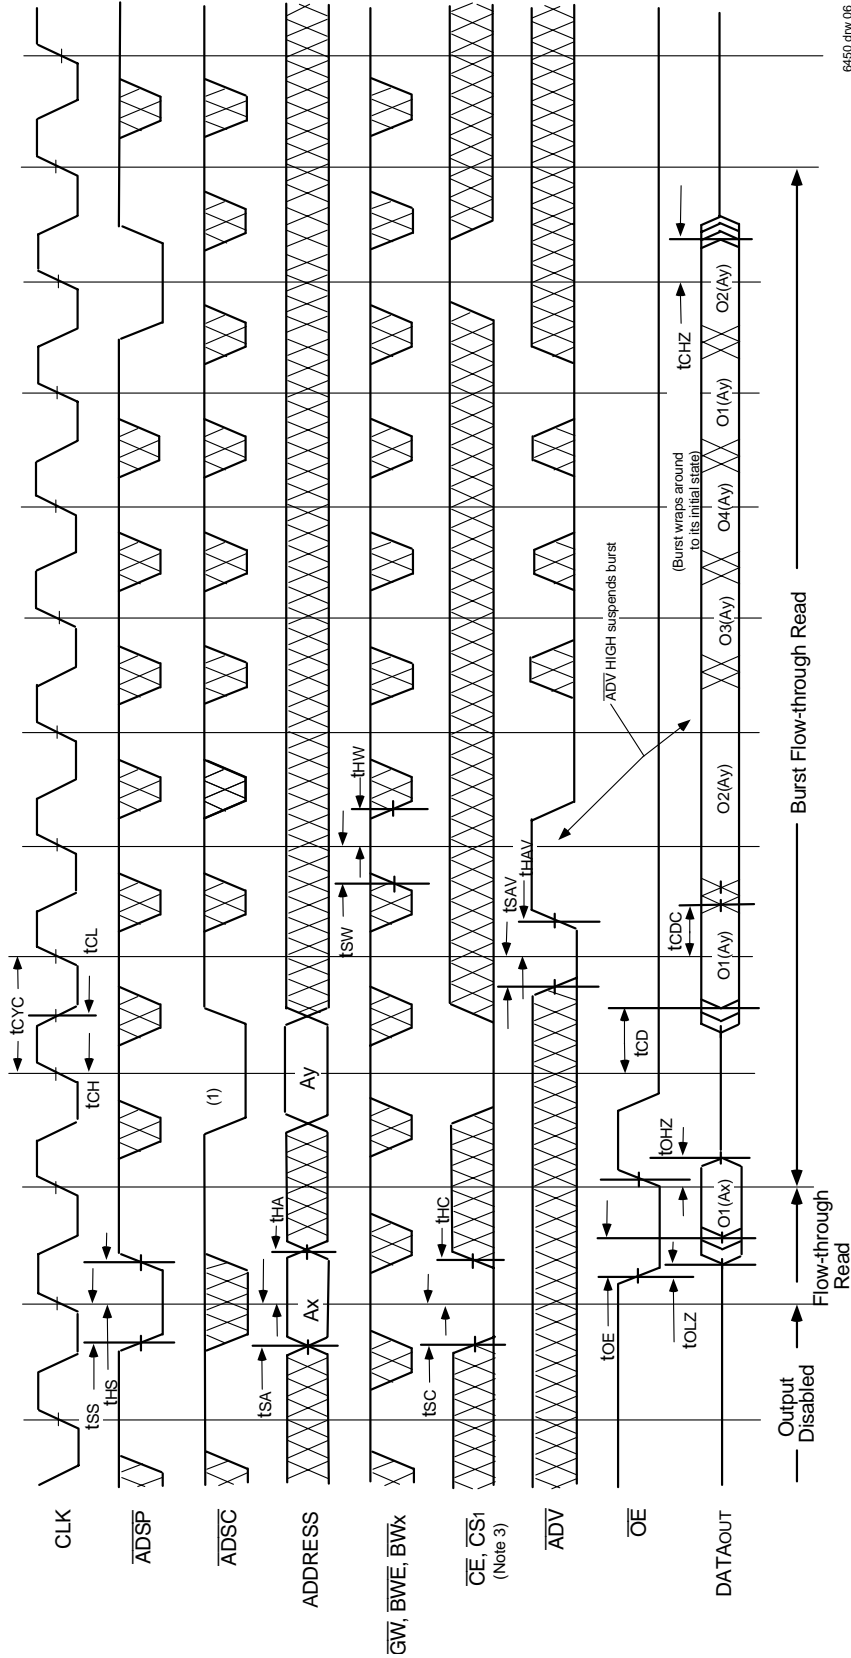 CLK
tCYC
tCH
tCL
tSS
tHS
ADSP
ADSC
(1)
ADDRESS
tSA
tHA
Ax
Ay
GW, BWE, BWx
tSW
tHW
CE, CS1
(Note 3)
tSC
tHC
ADV
tSAV
tHAV
ADV HIGH suspends burst
OE
tOE
tOHZ
tOLZ
tCD
tCDC
tCHZ
(Burst wraps around
to its initial state)
DATAOUT
O1(Ax)
O1(Ay)
O2(Ay)
O3(Ay)
O4(Ay)
O1(Ay)
O2(Ay)
Output
Disabled
Flow-through
Read
Burst Flow-through Read
6450 drw 06